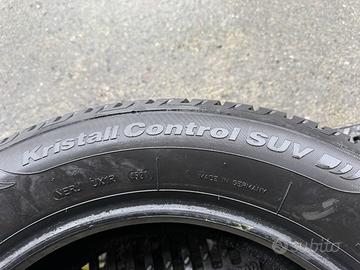 Kristall Control SUV
MADE IN GERMANY
subito